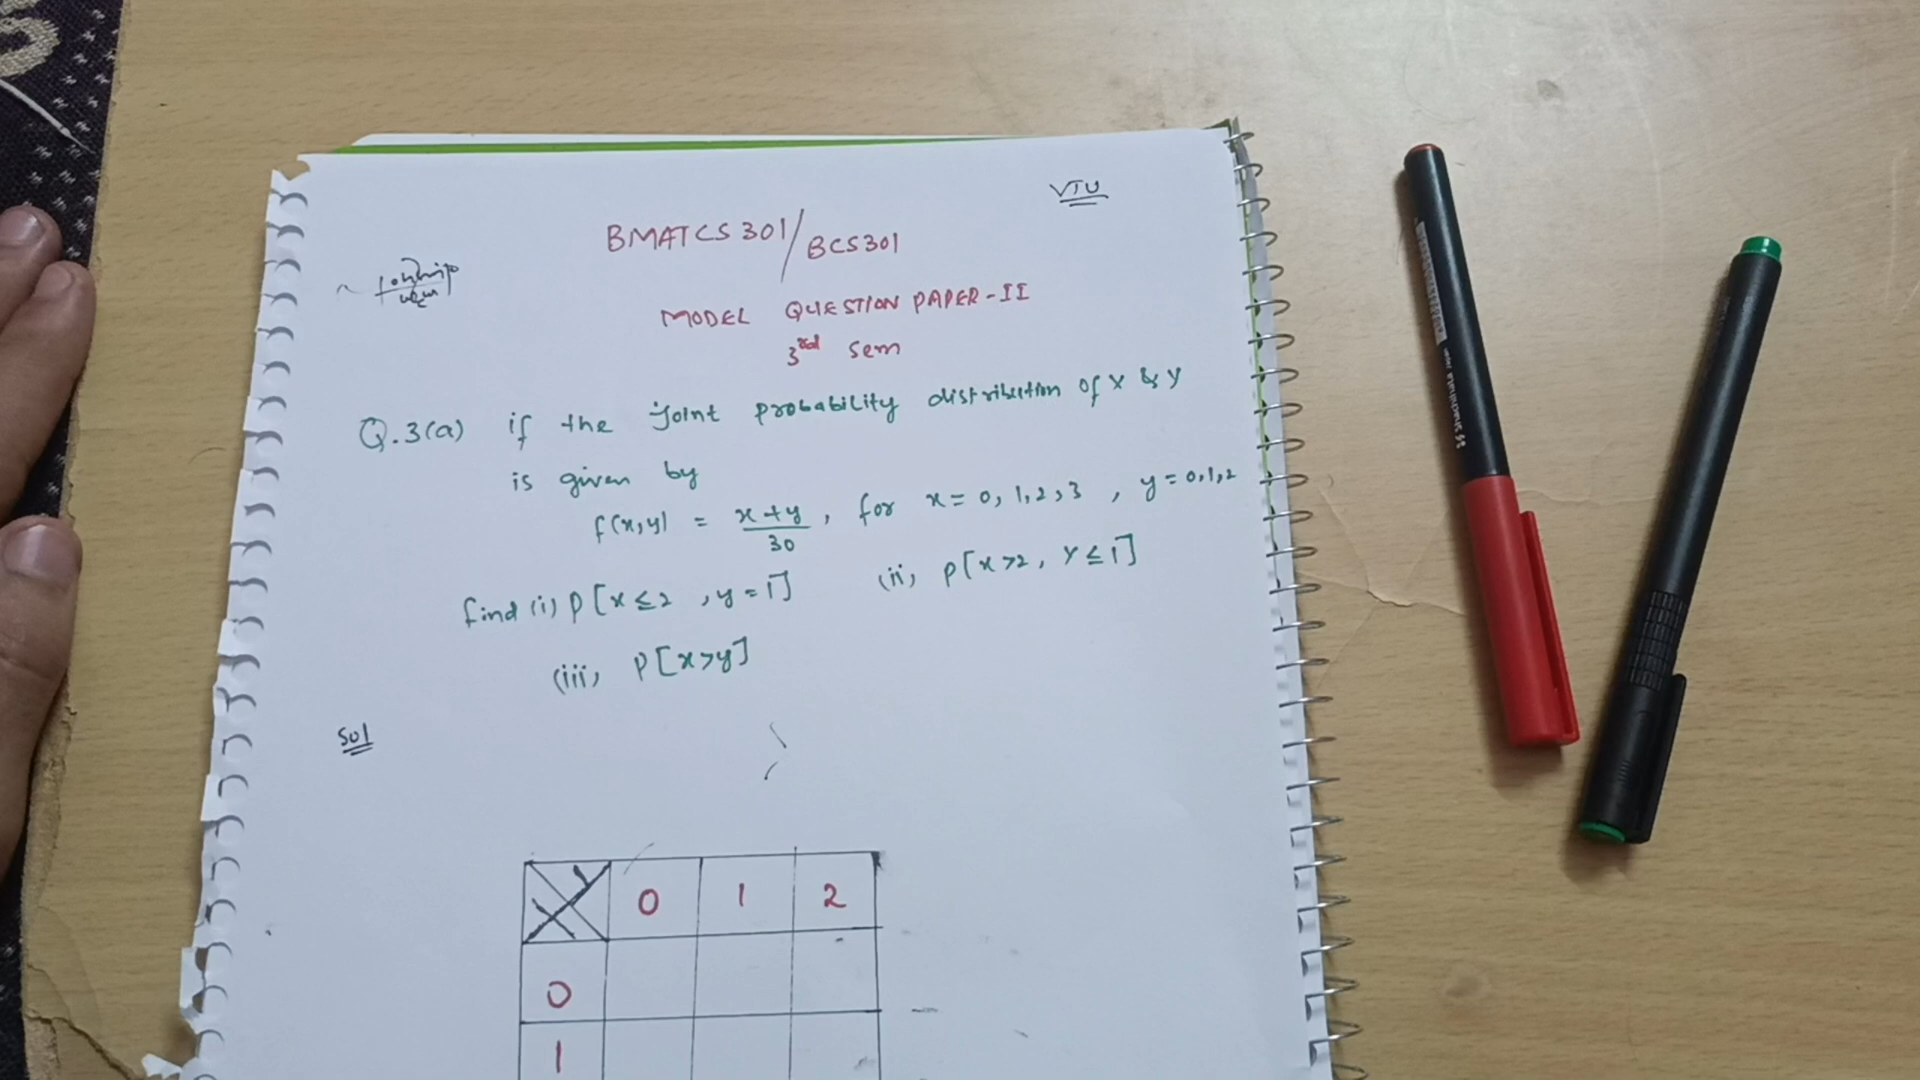 VTU
BMATCS301/BCS301
MODEL QUESTION PAPER-II
3rd sem
Q.3(a) if the joint probability distribution of x & y
is given by
f(x,y) = x+y/30, for x = 0,1,2,3 , y = 0,1,2
find (i) P[x≤2 , y=1] (ii) P[x>2, Y≤1]
(iii) P[x>y]
Sol
X Y 0 1 2
0
1